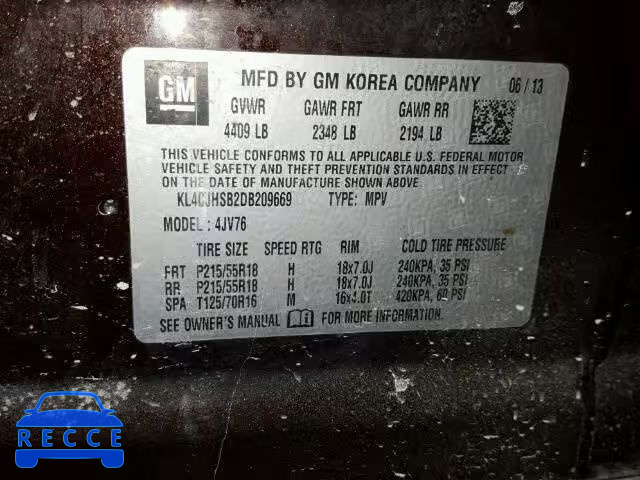 GM MFD BY GM KOREA COMPANY 06 / 13
GVWR GAWR FRT GAWR RR
4409 LB 2348 LB 2194 LB
THIS VEHICLE CONFORMS TO ALL APPLICABLE U.S. FEDERAL MOTOR
VEHICLE SAFETY AND THEFT PREVENTION STANDARDS IN EFFECT
ON THE DATE OF MANUFACTURE SHOWN ABOVE.
KL4CJHSB2DB209669 TYPE: MPV
MODEL: 4JV76
TIRE SIZE SPEED RTG RIM COLD TIRE PRESSURE
FRT P215/55R18 H 18x7.0J 240KPA, 35 PSI
RR P215/55R18 H 18x7.0J 240KPA, 35 PSI
SPA T125/70R16 M 16x4.0T 420KPA, 60 PSI
SEE OWNER'S MANUAL FOR MORE INFORMATION.
RECCE